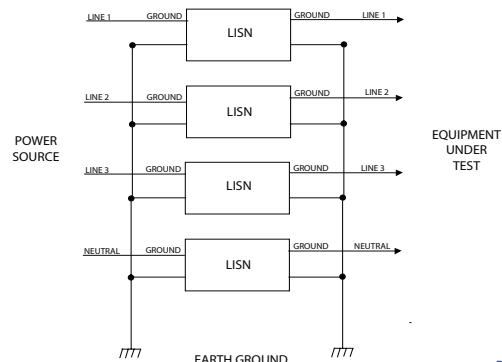 LINE 1 GROUND GROUND LINE 1
LISN
LINE 2 GROUND GROUND LINE 2
LISN
POWER
SOURCE
EQUIPMENT
UNDER
TEST
LINE 3 GROUND GROUND LINE 3
LISN
NEUTRAL GROUND GROUND NEUTRAL
LISN
EARTH GROUND